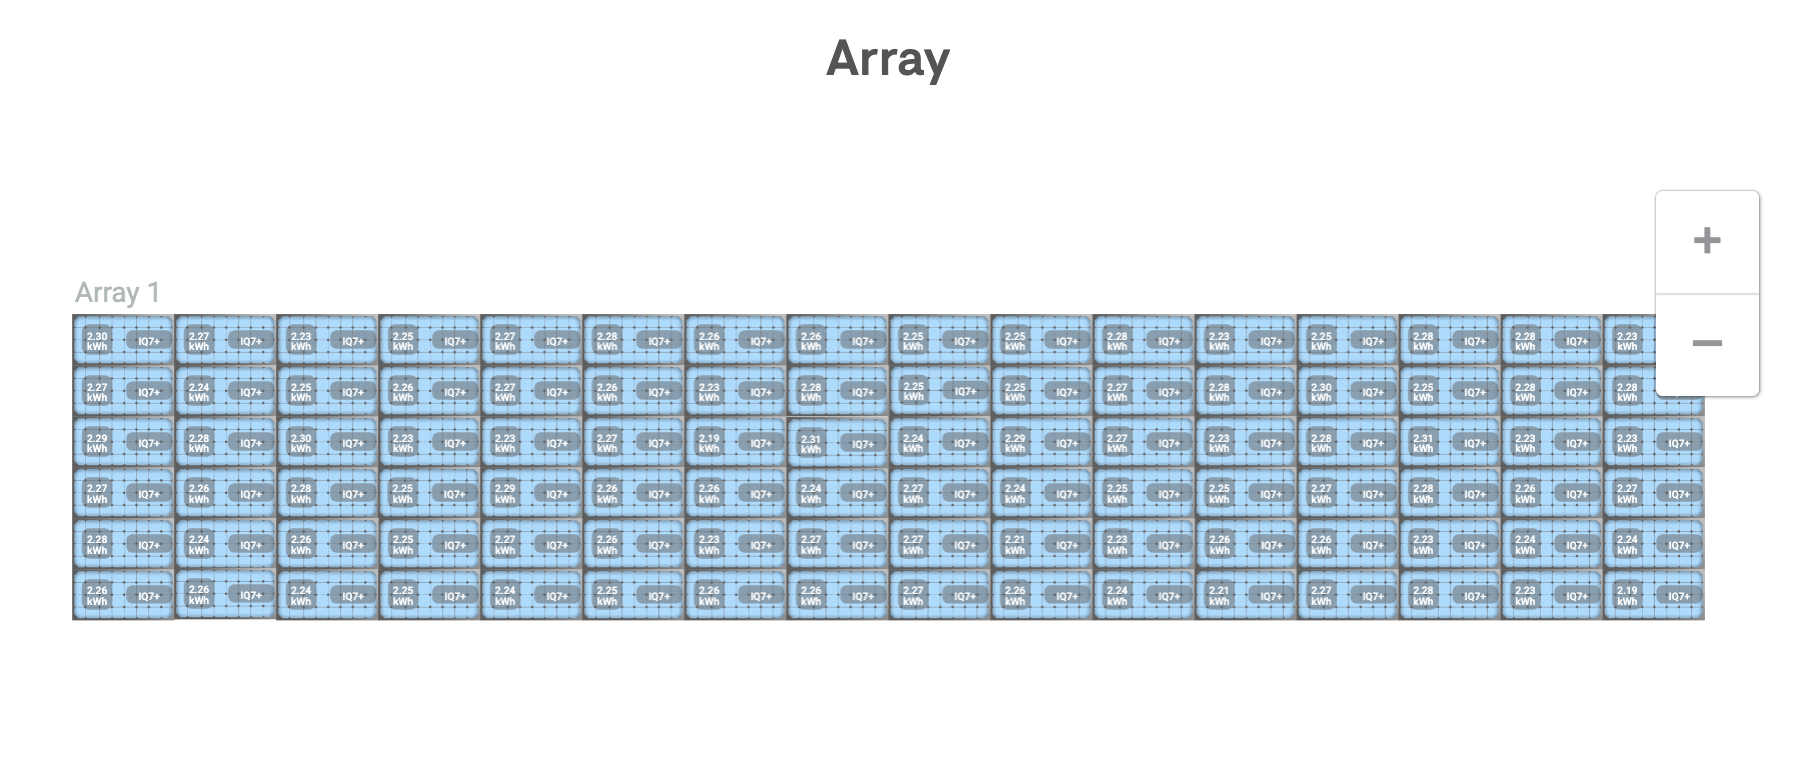 Array
+
−
Array 1
2.30 kWh IQ7+ 2.27 kWh IQ7+ 2.23 kWh IQ7+ 2.25 kWh IQ7+ 2.27 kWh IQ7+ 2.28 kWh IQ7+ 2.26 kWh IQ7+ 2.26 kWh IQ7+ 2.25 kWh IQ7+ 2.25 kWh IQ7+ 2.28 kWh IQ7+ 2.23 kWh IQ7+ 2.25 kWh IQ7+ 2.28 kWh IQ7+ 2.28 kWh IQ7+ 2.23 kWh
2.27 kWh IQ7+ 2.24 kWh IQ7+ 2.25 kWh IQ7+ 2.26 kWh IQ7+ 2.27 kWh IQ7+ 2.26 kWh IQ7+ 2.23 kWh IQ7+ 2.28 kWh IQ7+ 2.25 kWh IQ7+ 2.25 kWh IQ7+ 2.27 kWh IQ7+ 2.28 kWh IQ7+ 2.30 kWh IQ7+ 2.25 kWh IQ7+ 2.28 kWh IQ7+ 2.28 kWh
2.29 kWh IQ7+ 2.28 kWh IQ7+ 2.30 kWh IQ7+ 2.23 kWh IQ7+ 2.23 kWh IQ7+ 2.27 kWh IQ7+ 2.19 kWh IQ7+ 2.31 kWh IQ7+ 2.24 kWh IQ7+ 2.29 kWh IQ7+ 2.27 kWh IQ7+ 2.23 kWh IQ7+ 2.28 kWh IQ7+ 2.31 kWh IQ7+ 2.23 kWh IQ7+ 2.23 kWh IQ7+
2.27 kWh IQ7+ 2.26 kWh IQ7+ 2.28 kWh IQ7+ 2.25 kWh IQ7+ 2.29 kWh IQ7+ 2.26 kWh IQ7+ 2.26 kWh IQ7+ 2.24 kWh IQ7+ 2.27 kWh IQ7+ 2.24 kWh IQ7+ 2.25 kWh IQ7+ 2.25 kWh IQ7+ 2.27 kWh IQ7+ 2.28 kWh IQ7+ 2.26 kWh IQ7+ 2.27 kWh IQ7+
2.28 kWh IQ7+ 2.24 kWh IQ7+ 2.26 kWh IQ7+ 2.25 kWh IQ7+ 2.27 kWh IQ7+ 2.26 kWh IQ7+ 2.23 kWh IQ7+ 2.27 kWh IQ7+ 2.27 kWh IQ7+ 2.21 kWh IQ7+ 2.23 kWh IQ7+ 2.26 kWh IQ7+ 2.26 kWh IQ7+ 2.23 kWh IQ7+ 2.24 kWh IQ7+ 2.24 kWh IQ7+
2.26 kWh IQ7+ 2.26 kWh IQ7+ 2.24 kWh IQ7+ 2.25 kWh IQ7+ 2.24 kWh IQ7+ 2.25 kWh IQ7+ 2.26 kWh IQ7+ 2.26 kWh IQ7+ 2.27 kWh IQ7+ 2.26 kWh IQ7+ 2.24 kWh IQ7+ 2.21 kWh IQ7+ 2.27 kWh IQ7+ 2.28 kWh IQ7+ 2.23 kWh IQ7+ 2.19 kWh IQ7+